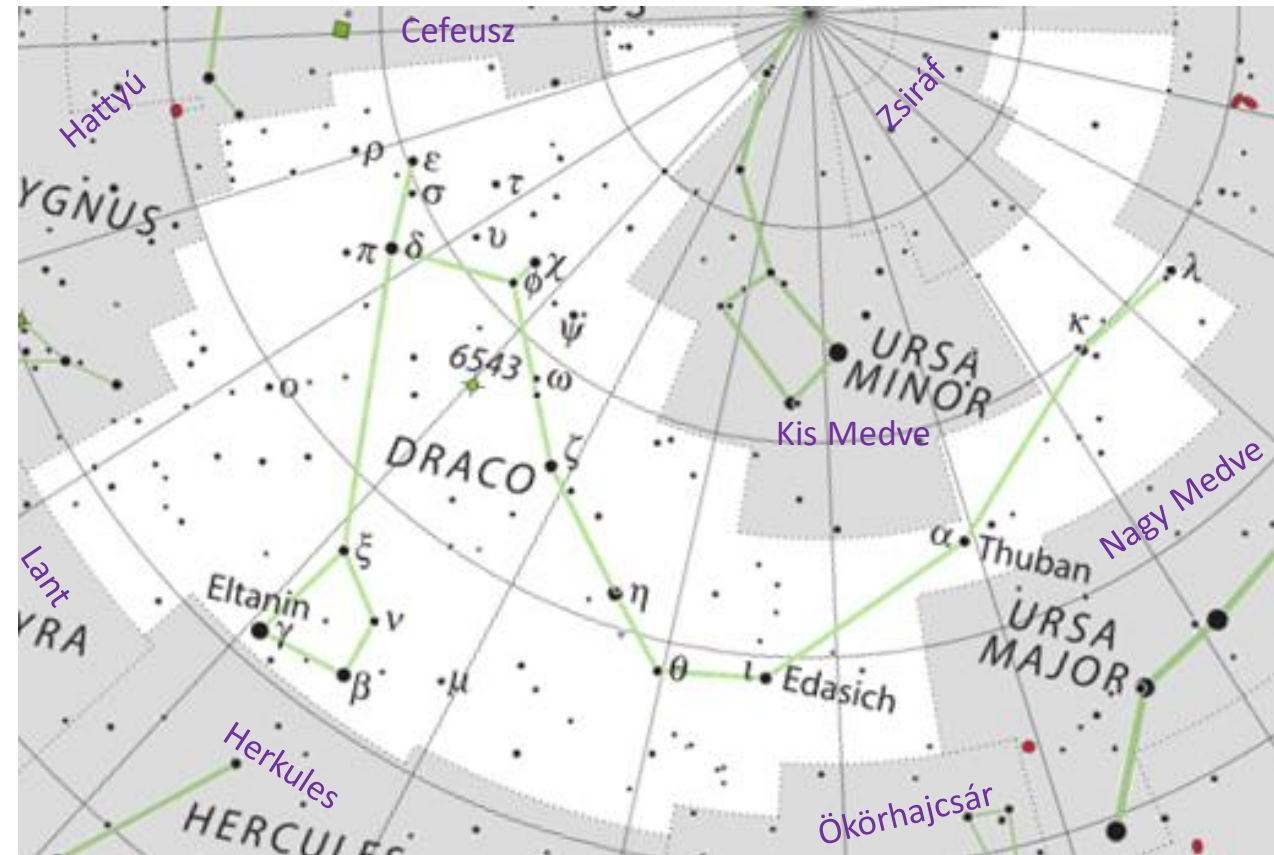 Cefeusz
Hattyú
Zsiráf
ρ
ε
σ
τ
YGNUS
υ
π
δ
χ
φ
λ
ψ
κ
6543
URSA
MINOR
ω
ο
Kis Medve
DRACO
ζ
Nagy Medve
α
Thuban
ξ
Lant
Eltanin
η
γ
ν
URSA
MAJOR
YRA
β
μ
θ
ι
Edasich
Herkules
HERCULES
Ökörhajcsár